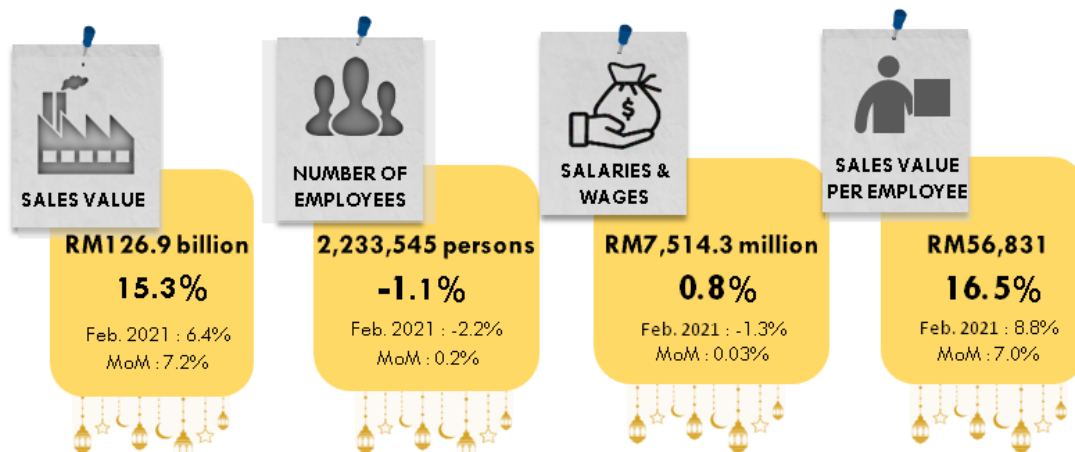 SALES VALUE
RM126.9 billion
15.3%
Feb. 2021 : 6.4%
MoM : 7.2%
NUMBER OF
EMPLOYEES
2,233,545 persons
-1.1%
Feb. 2021 : -2.2%
MoM : 0.2%
$
SALARIES &
WAGES
RM7,514.3 million
0.8%
Feb. 2021 : -1.3%
MoM : 0.03%
SALES VALUE
PER EMPLOYEE
RM56,831
16.5%
Feb. 2021 : 8.8%
MoM : 7.0%